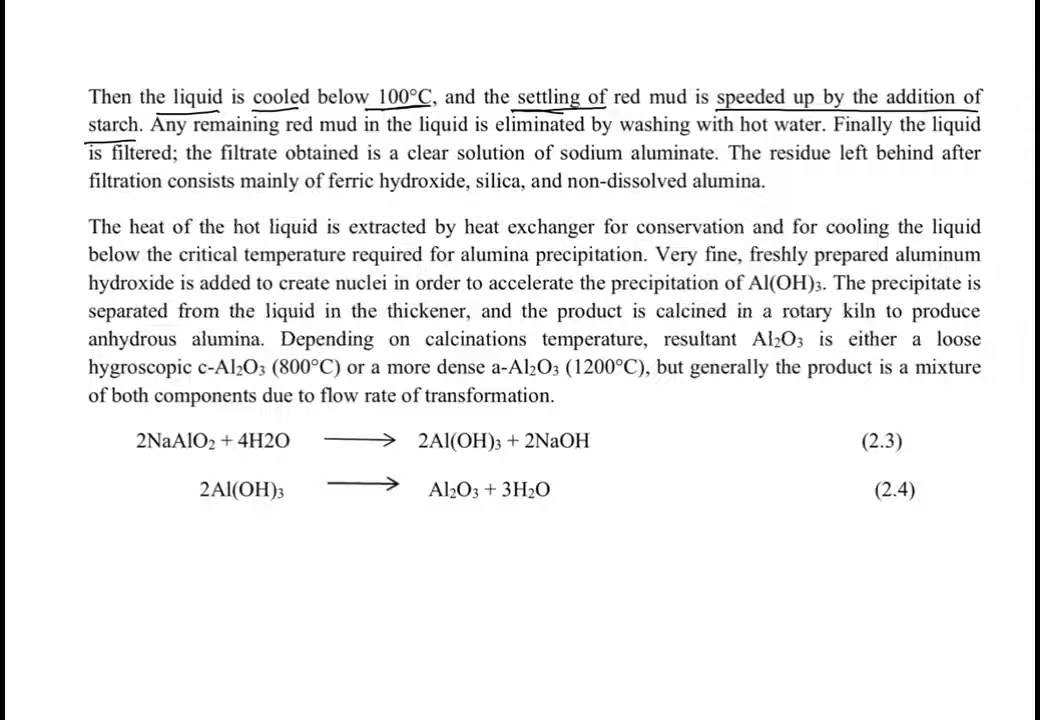 Then the liquid is cooled below 100°C, and the settling of red mud is speeded up by the addition of
starch. Any remaining red mud in the liquid is eliminated by washing with hot water. Finally the liquid
is filtered; the filtrate obtained is a clear solution of sodium aluminate. The residue left behind after
filtration consists mainly of ferric hydroxide, silica, and non-dissolved alumina.
The heat of the hot liquid is extracted by heat exchanger for conservation and for cooling the liquid
below the critical temperature required for alumina precipitation. Very fine, freshly prepared aluminum
hydroxide is added to create nuclei in order to accelerate the precipitation of Al(OH)₃. The precipitate is
separated from the liquid in the thickener, and the product is calcined in a rotary kiln to produce
anhydrous alumina. Depending on calcinations temperature, resultant Al₂O₃ is either a loose
hygroscopic c-Al₂O₃ (800°C) or a more dense a-Al₂O₃ (1200°C), but generally the product is a mixture
of both components due to flow rate of transformation.
2NaAlO₂ + 4H2O ⟶ 2Al(OH)₃ + 2NaOH (2.3)
2Al(OH)₃ ⟶ Al₂O₃ + 3H₂O (2.4)